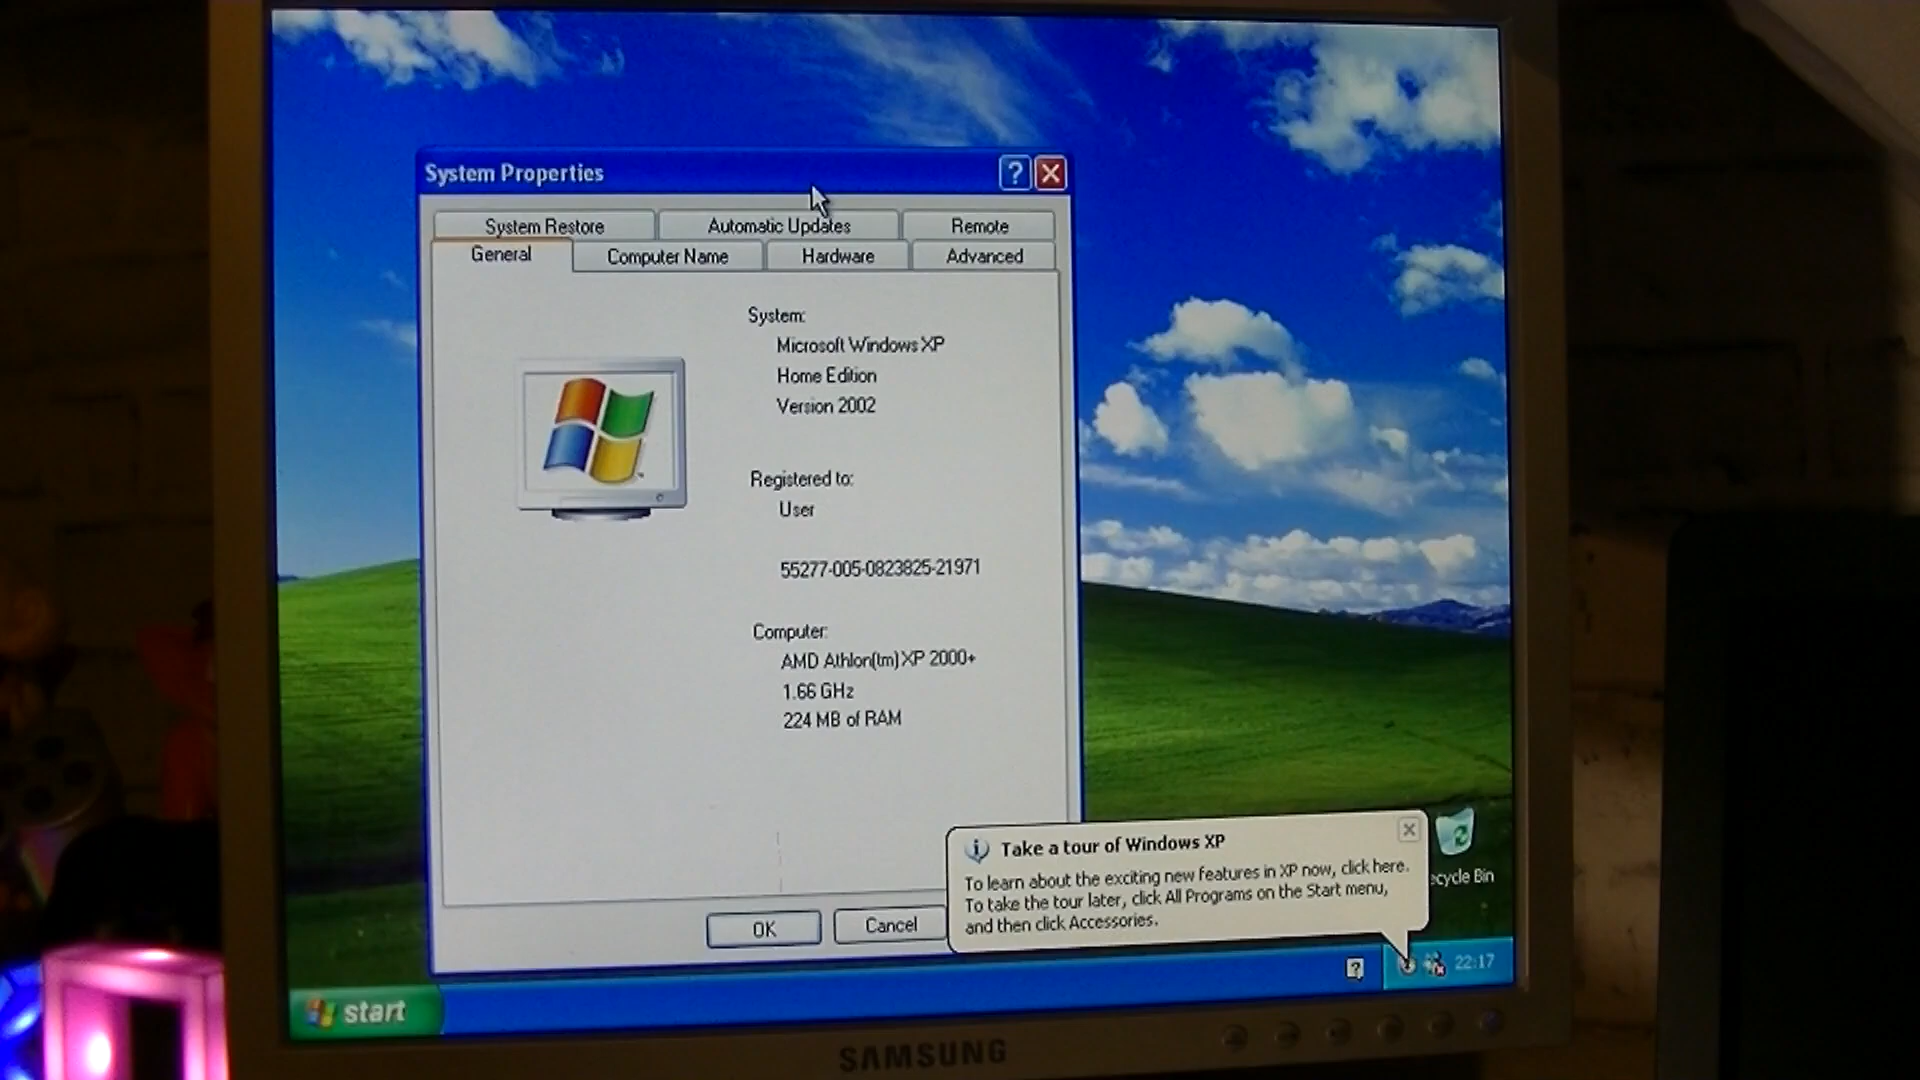 System Properties
System Restore
Automatic Updates
Remote
General
Computer Name
Hardware
Advanced
System:
Microsoft Windows XP
Home Edition
Version 2002
Registered to:
User
55277-005-0823825-21971
Computer:
AMD Athlon(tm) XP 2000+
1.66 GHz
224 MB of RAM
OK
Cancel
Take a tour of Windows XP
To learn about the exciting new features in XP now, click here.
To take the tour later, click All Programs on the Start menu,
and then click Accessories.
ecycle Bin
start
22:17
SAMSUNG